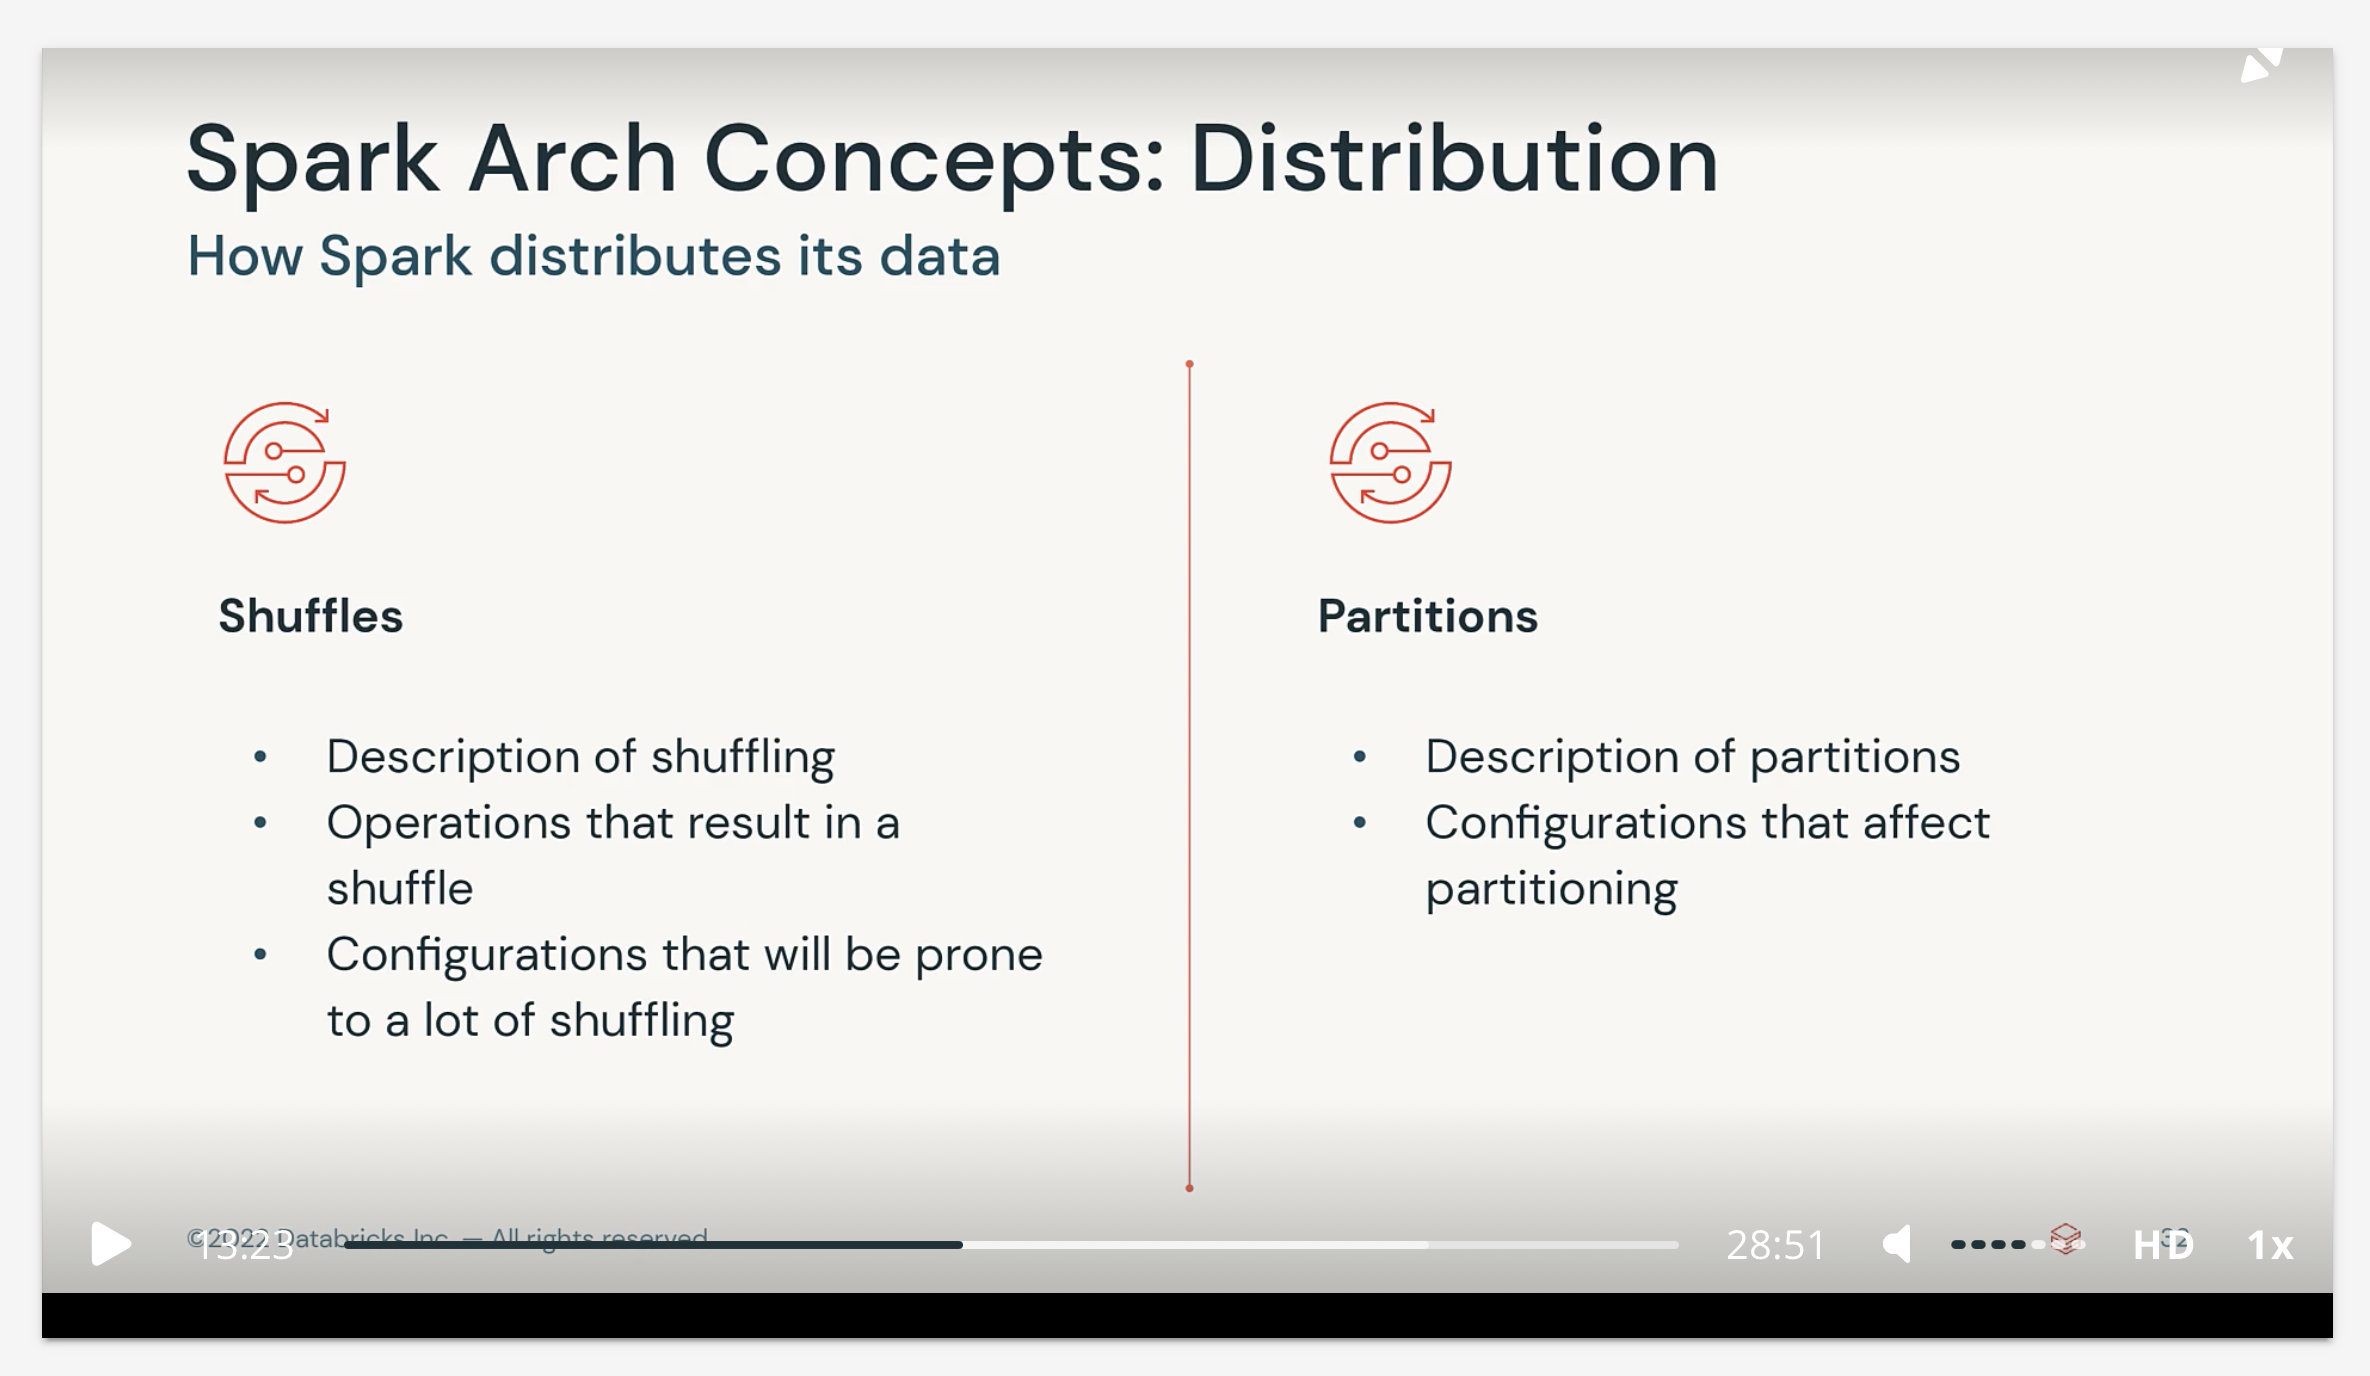 Spark Arch Concepts: Distribution
How Spark distributes its data
Shuffles
• Description of shuffling
• Operations that result in a
shuffle
• Configurations that will be prone
to a lot of shuffling
Partitions
• Description of partitions
• Configurations that affect
partitioning
©2022 Databricks Inc. — All rights reserved
32
13:23
28:51
HD
1x